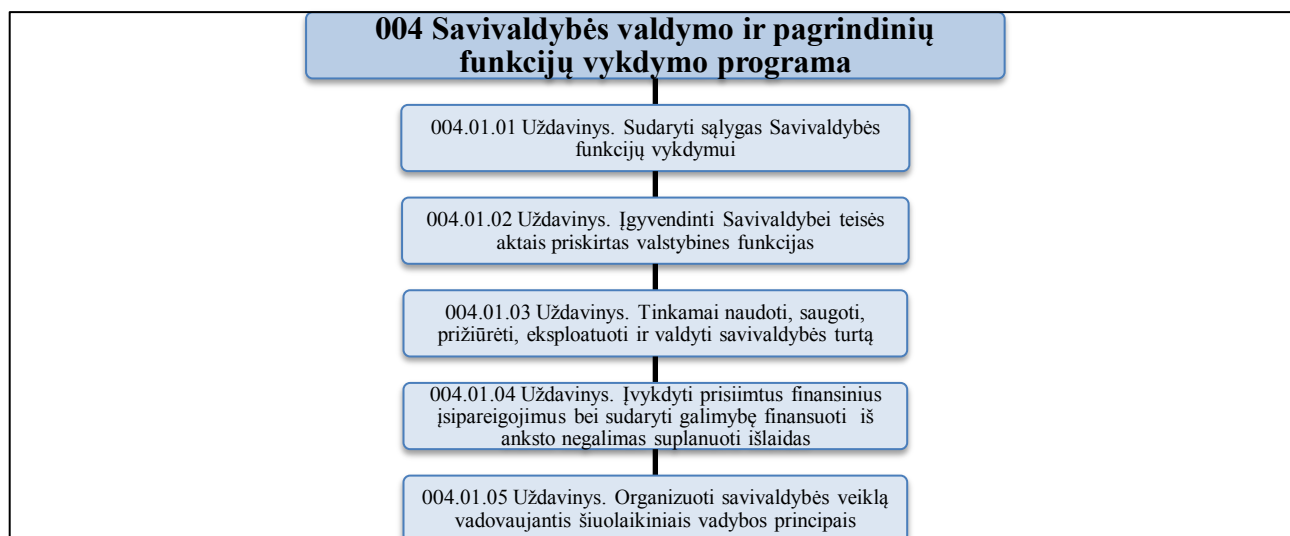 004 Savivaldybės valdymo ir pagrindinių
funkcijų vykdymo programa
004.01.01 Uždavinys. Sudaryti sąlygas Savivaldybės
funkcijų vykdymui
004.01.02 Uždavinys. Įgyvendinti Savivaldybei teisės
aktais priskirtas valstybines funkcijas
004.01.03 Uždavinys. Tinkamai naudoti, saugoti,
prižiūrėti, eksploatuoti ir valdyti savivaldybės turtą
004.01.04 Uždavinys. Įvykdyti prisiimtus finansinius
įsipareigojimus bei sudaryti galimybę finansuoti iš
anksto negalimas suplanuoti išlaidas
004.01.05 Uždavinys. Organizuoti savivaldybės veiklą
vadovaujantis šiuolaikiniais vadybos principais